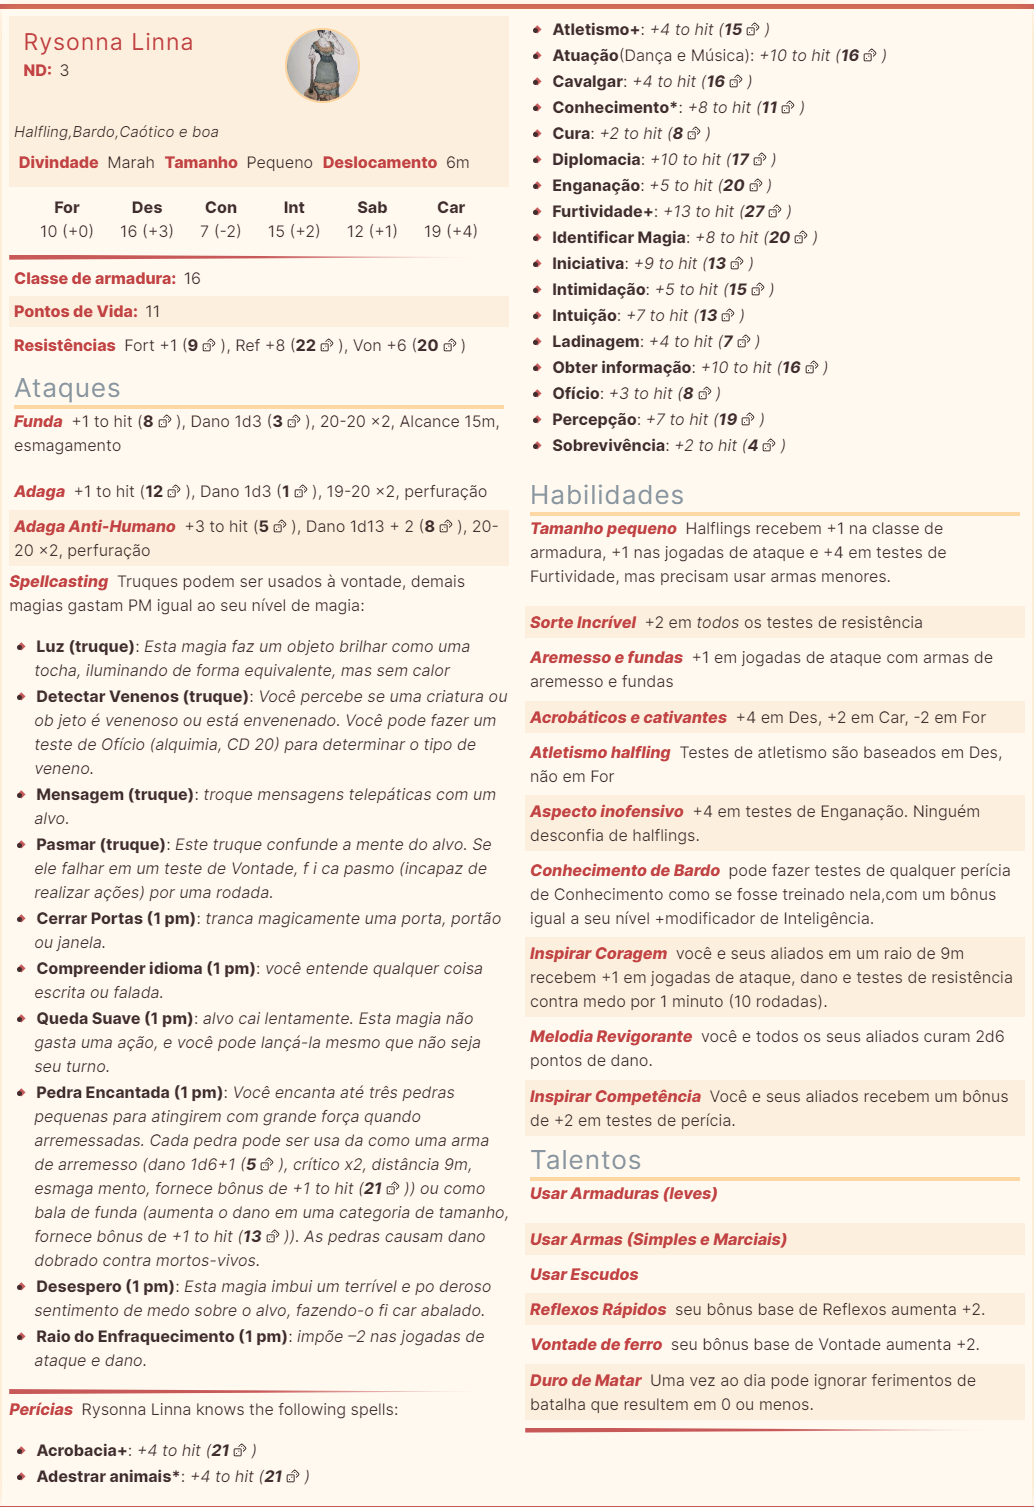 Rysonna Linna
ND: 3
Halfling,Bardo,Caótico e boa
Divindade Marah Tamanho Pequeno Deslocamento 6m
For Des Con Int Sab Car
10 (+0) 16 (+3) 7 (-2) 15 (+2) 12 (+1) 19 (+4)
Classe de armadura: 16
Pontos de Vida: 11
Resistências Fort +1 (9), Ref +8 (22), Von +6 (20)
Ataques
Funda +1 to hit (8), Dano 1d3 (3), 20-20 ×2, Alcance 15m,
esmagamento
Adaga +1 to hit (12), Dano 1d3 (1), 19-20 ×2, perfuração
Adaga Anti-Humano +3 to hit (5), Dano 1d13 + 2 (8), 20-
20 ×2, perfuração
Spellcasting Truques podem ser usados à vontade, demais
magias gastam PM igual ao seu nível de magia:
Luz (truque): Esta magia faz um objeto brilhar como uma
tocha, iluminando de forma equivalente, mas sem calor
Detectar Venenos (truque): Você percebe se uma criatura ou
ob jeto é venenoso ou está envenenado. Você pode fazer um
teste de Ofício (alquimia, CD 20) para determinar o tipo de
veneno.
Mensagem (truque): troque mensagens telepáticas com um
alvo.
Pasmar (truque): Este truque confunde a mente do alvo. Se
ele falhar em um teste de Vontade, f i ca pasmo (incapaz de
realizar ações) por uma rodada.
Cerrar Portas (1 pm): tranca magicamente uma porta, portão
ou janela.
Compreender idioma (1 pm): você entende qualquer coisa
escrita ou falada.
Queda Suave (1 pm): alvo cai lentamente. Esta magia não
gasta uma ação, e você pode lançá-la mesmo que não seja
seu turno.
Pedra Encantada (1 pm): Você encanta até três pedras
pequenas para atingirem com grande força quando
arremessadas. Cada pedra pode ser usa da como uma arma
de arremesso (dano 1d6+1 (5), crítico x2, distância 9m,
esmaga mento, fornece bônus de +1 to hit (21)) ou como
bala de funda (aumenta o dano em uma categoria de tamanho,
fornece bônus de +1 to hit (13)). As pedras causam dano
dobrado contra mortos-vivos.
Desespero (1 pm): Esta magia imbui um terrível e po deroso
sentimento de medo sobre o alvo, fazendo-o fi car abalado.
Raio do Enfraquecimento (1 pm): impõe –2 nas jogadas de
ataque e dano.
Perícias Rysonna Linna knows the following spells:
Acrobacia+: +4 to hit (21)
Adestrar animais*: +4 to hit (21)
Atletismo+: +4 to hit (15)
Atuação(Dança e Música): +10 to hit (16)
Cavalgar: +4 to hit (16)
Conhecimento*: +8 to hit (11)
Cura: +2 to hit (8)
Diplomacia: +10 to hit (17)
Enganação: +5 to hit (20)
Furtividade+: +13 to hit (27)
Identificar Magia: +8 to hit (20)
Iniciativa: +9 to hit (13)
Intimidação: +5 to hit (15)
Intuição: +7 to hit (13)
Ladinagem: +4 to hit (7)
Obter informação: +10 to hit (16)
Ofício: +3 to hit (8)
Percepção: +7 to hit (19)
Sobrevivência: +2 to hit (4)
Habilidades
Tamanho pequeno Halflings recebem +1 na classe de
armadura, +1 nas jogadas de ataque e +4 em testes de
Furtividade, mas precisam usar armas menores.
Sorte Incrível +2 em todos os testes de resistência
Aremesso e fundas +1 em jogadas de ataque com armas de
aremesso e fundas
Acrobáticos e cativantes +4 em Des, +2 em Car, -2 em For
Atletismo halfling Testes de atletismo são baseados em Des,
não em For
Aspecto inofensivo +4 em testes de Enganação. Ninguém
desconfia de halflings.
Conhecimento de Bardo pode fazer testes de qualquer perícia
de Conhecimento como se fosse treinado nela,com um bônus
igual a seu nível +modificador de Inteligência.
Inspirar Coragem você e seus aliados em um raio de 9m
recebem +1 em jogadas de ataque, dano e testes de resistência
contra medo por 1 minuto (10 rodadas).
Melodia Revigorante você e todos os seus aliados curam 2d6
pontos de dano.
Inspirar Competência Você e seus aliados recebem um bônus
de +2 em testes de perícia.
Talentos
Usar Armaduras (leves)
Usar Armas (Simples e Marciais)
Usar Escudos
Reflexos Rápidos seu bônus base de Reflexos aumenta +2.
Vontade de ferro seu bônus base de Vontade aumenta +2.
Duro de Matar Uma vez ao dia pode ignorar ferimentos de
batalha que resultem em 0 ou menos.